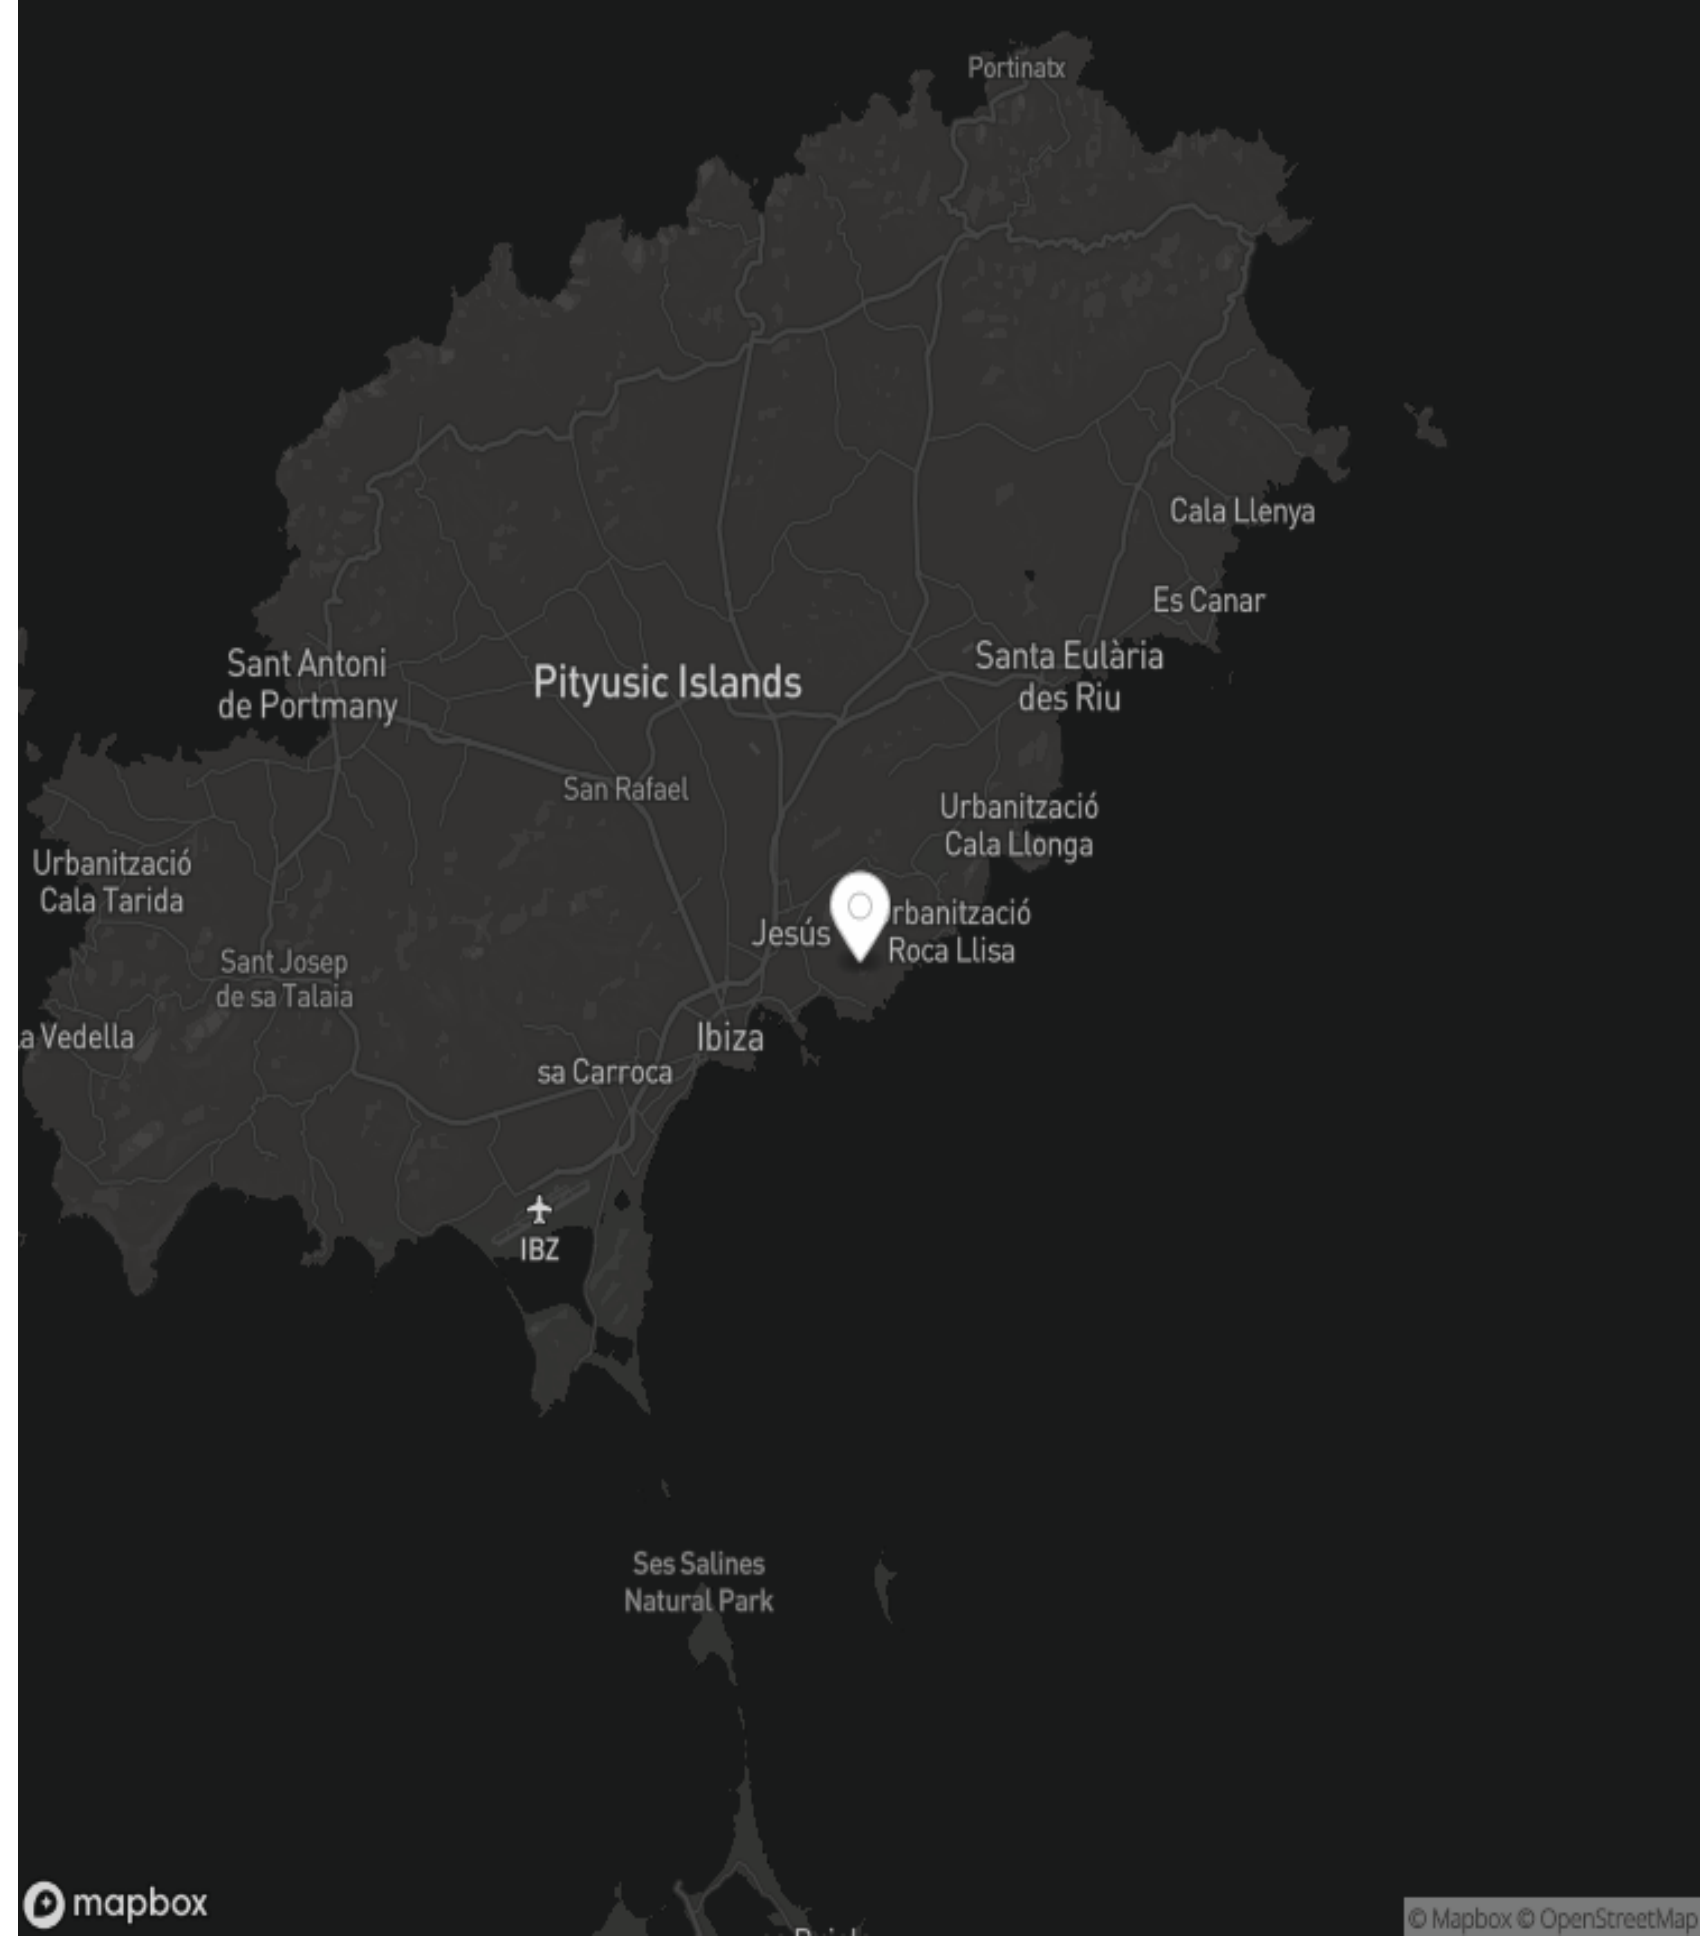 Portinatx
Cala Llenya
Es Canar
Sant Antoni
de Portmany
Pityusic Islands
Santa Eulària
des Riu
San Rafael
Urbanització
Cala Llonga
Urbanització
Cala Tarida
Jesús
rbanització
Roca Llisa
Sant Josep
de sa Talaia
a Vedella
Ibiza
sa Carroca
IBZ
Ses Salines
Natural Park
mapbox
© Mapbox © OpenStreetMap